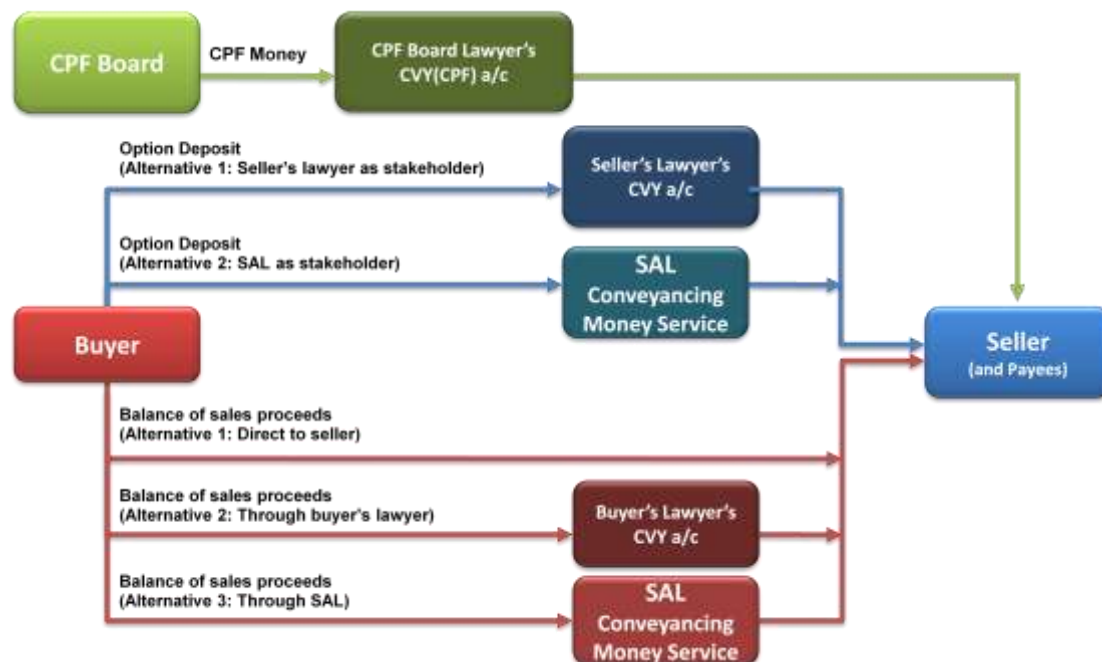 CPF Board
CPF Money
CPF Board Lawyer's
CVY(CPF) a/c
Option Deposit
(Alternative 1: Seller's lawyer as stakeholder)
Seller's Lawyer's
CVY a/c
Option Deposit
(Alternative 2: SAL as stakeholder)
SAL
Conveyancing
Money Service
Buyer
Seller
(and Payees)
Balance of sales proceeds
(Alternative 1: Direct to seller)
Balance of sales proceeds
(Alternative 2: Through buyer's lawyer)
Buyer's Lawyer's
CVY a/c
Balance of sales proceeds
(Alternative 3: Through SAL)
SAL
Conveyancing
Money Service